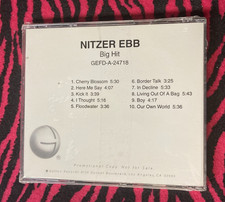 NITZER EBB
Big Hit
GEFD-A-24718
1. Cherry Blossom 5:30
2. Here Me Say 4:07
3. Kick It 3:35
4. I Thought 5:16
5. Floodwater 3:36
6. Border Talk 3:25
7. In Decline 5:33
8. Living Out Of A Bag 5:43
9. Boy 4:17
10. Our Own World 3:36
Promotional Copy Not For Sale